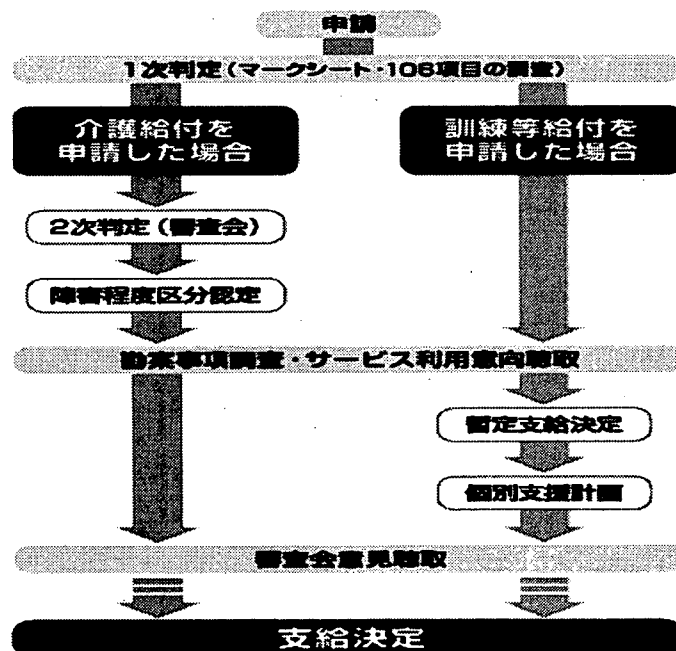 申請
1次判定(マークシート・106項目の調査)
介護給付を
申請した場合
訓練等給付を
申請した場合
2次判定(審査会)
障害程度区分認定
勘案事項調査・サービス利用意向聴取
暫定支給決定
個別支援計画
審査会意見聴取
支給決定